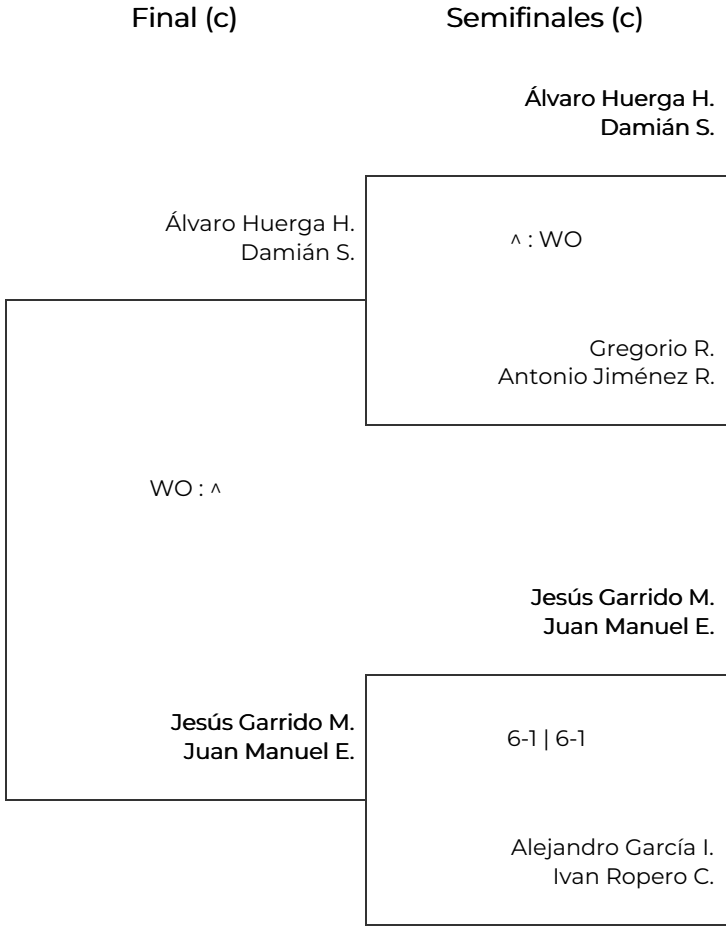 Final (c)
Semifinales (c)
Álvaro Huerga H.
Damián S.
Álvaro Huerga H.
Damián S.
^ : WO
Gregorio R.
Antonio Jiménez R.
WO : ^
Jesús Garrido M.
Juan Manuel E.
Jesús Garrido M.
Juan Manuel E.
6-1 | 6-1
Alejandro García I.
Ivan Ropero C.